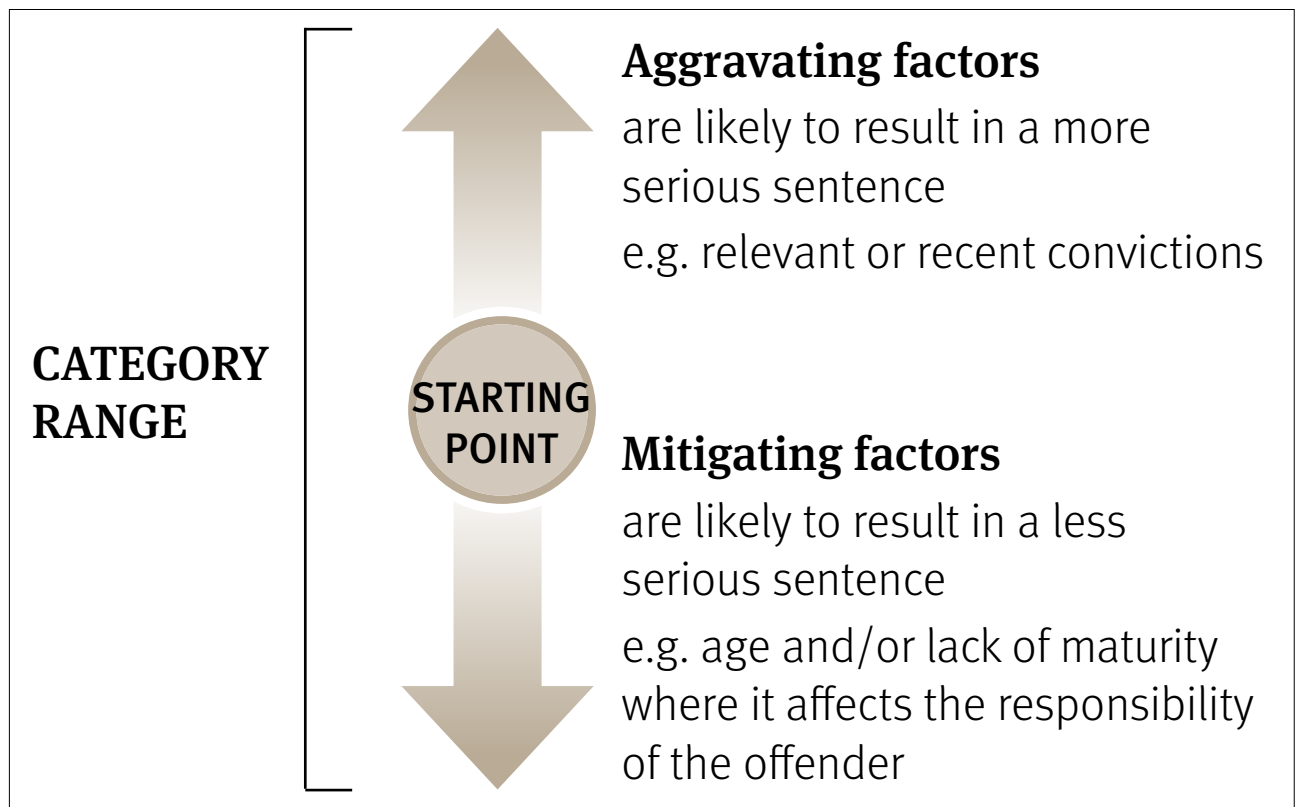 CATEGORY
RANGE
STARTING
POINT
Aggravating factors
are likely to result in a more
serious sentence
e.g. relevant or recent convictions
Mitigating factors
are likely to result in a less
serious sentence
e.g. age and/or lack of maturity
where it affects the responsibility
of the offender